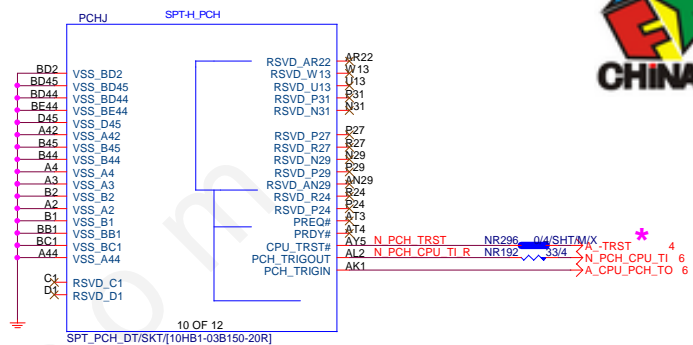 PCHJ
SPT-H_PCH
BD2 VSS_BD2
BD45 VSS_BD45
BD44 VSS_BD44
BE44 VSS_BE44
D45 VSS_D45
A42 VSS_A42
B45 VSS_B45
B44 VSS_B44
A4 VSS_A4
A3 VSS_A3
B2 VSS_B2
A2 VSS_A2
B1 VSS_B1
BB1 VSS_BB1
BC1 VSS_BC1
A44 VSS_A44
C1 RSVD_C1
D1 RSVD_D1
RSVD_AR22 AR22
RSVD_W13 W13
RSVD_U13 U13
RSVD_P31 P31
RSVD_N31 N31
RSVD_P27 P27
RSVD_R27 R27
RSVD_N29 N29
RSVD_P29 P29
RSVD_AN29 AN29
RSVD_R24 R24
RSVD_P24 P24
PREQ# AT3
PRDY# AT4
CPU_TRST# AY5 N_PCH_TRST NR296 0/4/SHT/M/X A_-TRST 4
PCH_TRIGOUT AL2 N_PCH_CPU_TI_R NR192 33/4 N_PCH_CPU_TI 6
PCH_TRIGIN AK1 A_CPU_PCH_TO 6
10 OF 12
SPT_PCH_DT/SKT/[10HB1-03B150-20R]
CHINA
o m